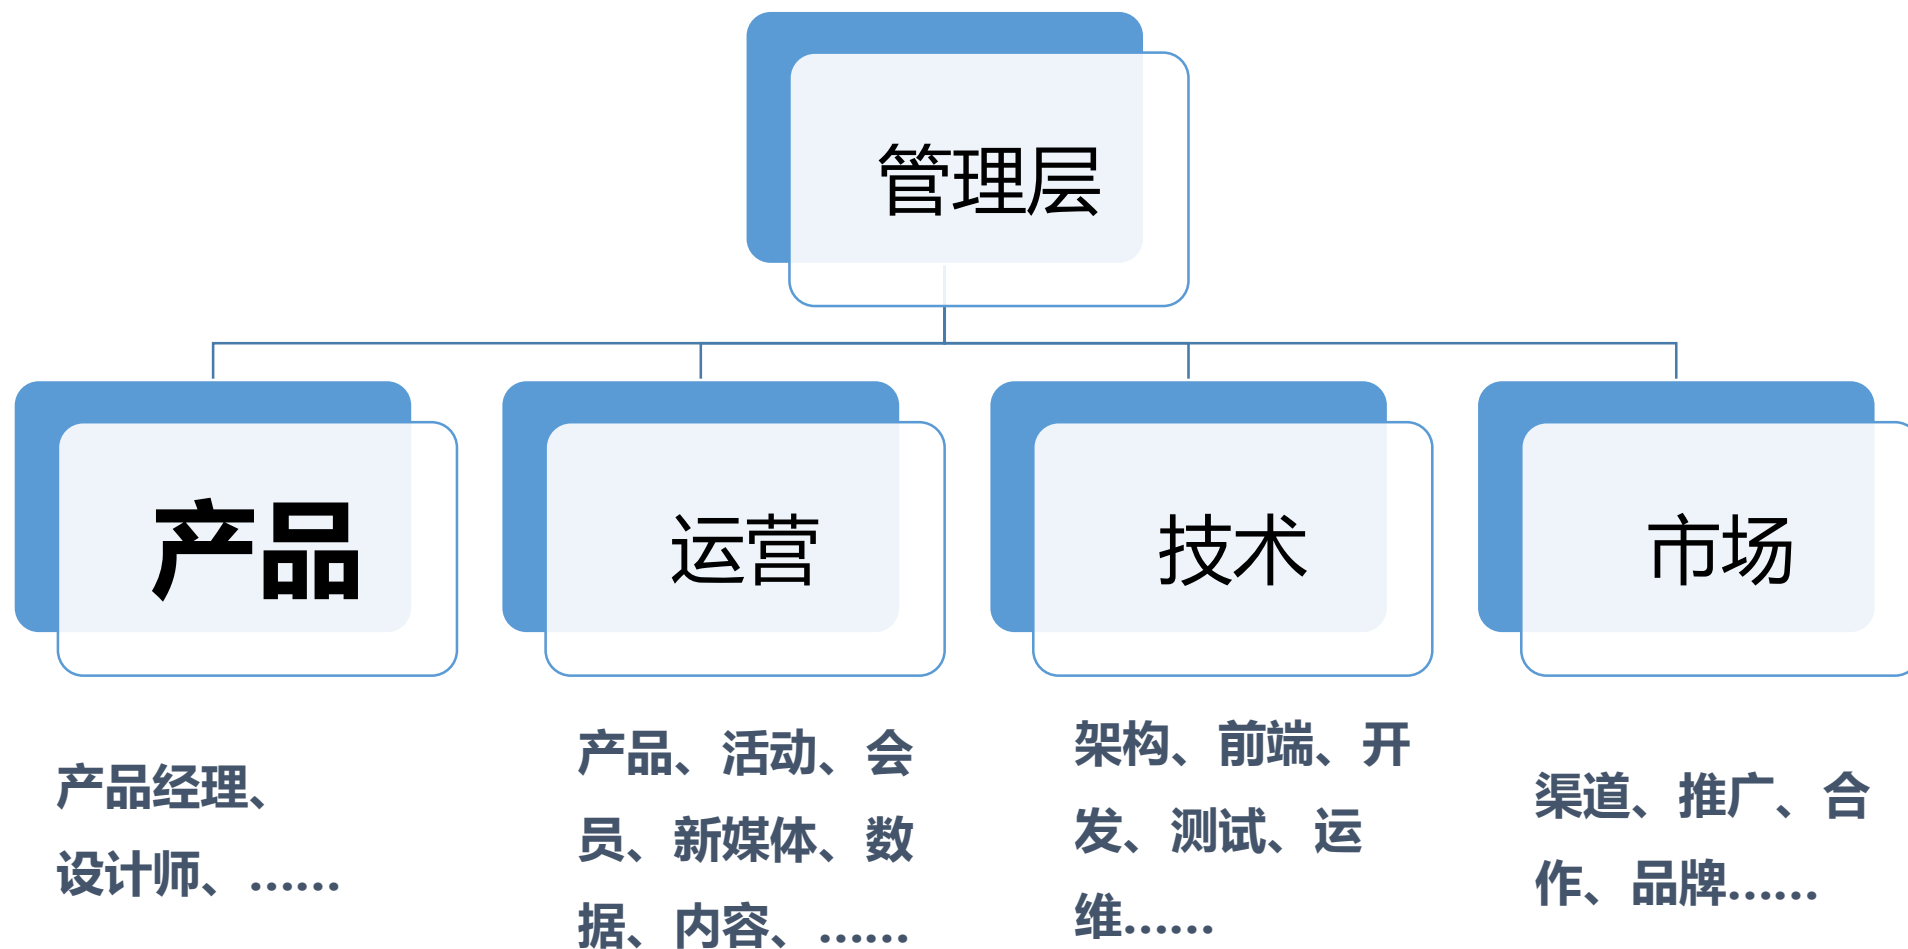 管理层
产品
运营
技术
市场
产品经理、
设计师、……
产品、活动、会
员、新媒体、数
据、内容、……
架构、前端、开
发、测试、运
维……
渠道、推广、合
作、品牌……